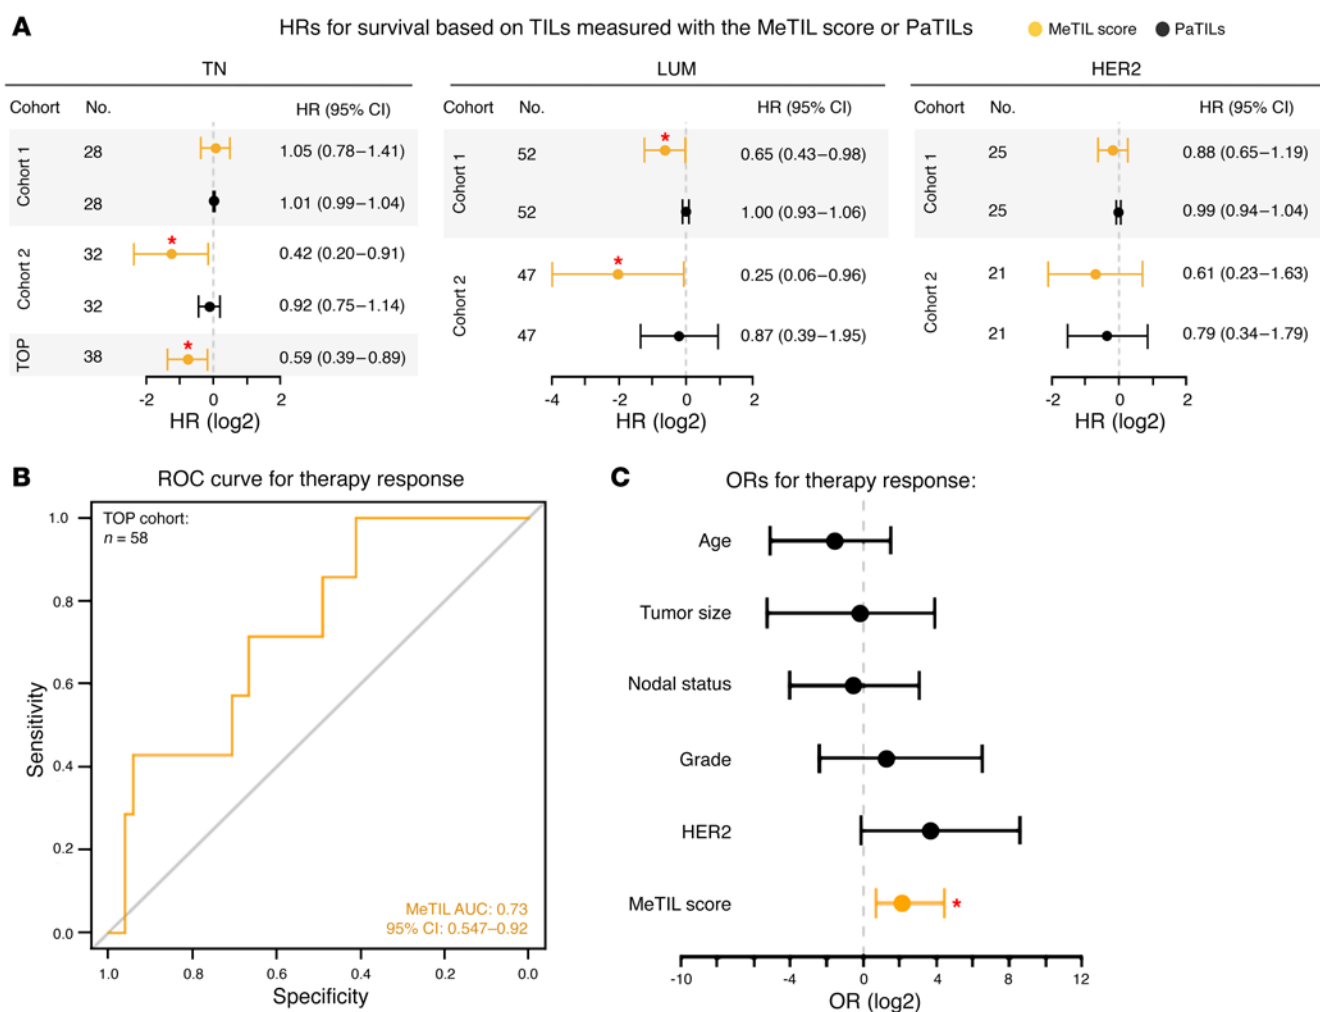 A
HRs for survival based on TILs measured with the MeTIL score or PaTILs
MeTIL score PaTILs
TN
Cohort No. HR (95% CI)
Cohort 1
28 1.05 (0.78–1.41)
28 1.01 (0.99–1.04)
Cohort 2
* 
32 0.42 (0.20–0.91)
32 0.92 (0.75–1.14)
TOP
*
38 0.59 (0.39–0.89)
-2 0 2
HR (log2)
LUM
Cohort No. HR (95% CI)
Cohort 1
*
52 0.65 (0.43–0.98)
52 1.00 (0.93–1.06)
Cohort 2
*
47 0.25 (0.06–0.96)
47 0.87 (0.39–1.95)
-4 -2 0 2
HR (log2)
HER2
Cohort No. HR (95% CI)
Cohort 1
25 0.88 (0.65–1.19)
25 0.99 (0.94–1.04)
Cohort 2
21 0.61 (0.23–1.63)
21 0.79 (0.34–1.79)
-2 0 2
HR (log2)
B
ROC curve for therapy response
TOP cohort:
n = 58
Sensitivity
1.0
0.8
0.6
0.4
0.2
0.0
MeTIL AUC: 0.73
95% CI: 0.547–0.92
1.0 0.8 0.6 0.4 0.2 0.0
Specificity
C
ORs for therapy response:
Age
Tumor size
Nodal status
Grade
HER2
MeTIL score *
-10 -4 0 4 8 12
OR (log2)